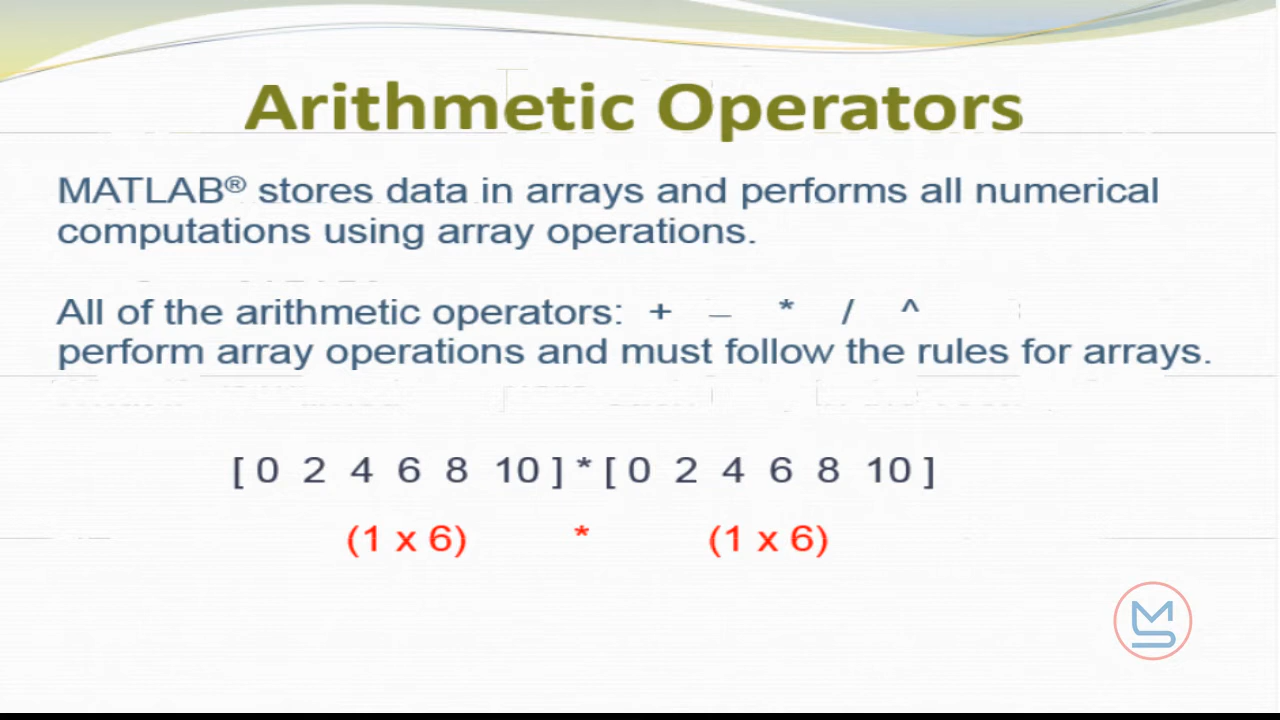 Arithmetic Operators
MATLAB® stores data in arrays and performs all numerical
computations using array operations.
All of the arithmetic operators: + – * / ^
perform array operations and must follow the rules for arrays.
[ 0 2 4 6 8 10 ] * [ 0 2 4 6 8 10 ]
(1 x 6) * (1 x 6)
MS